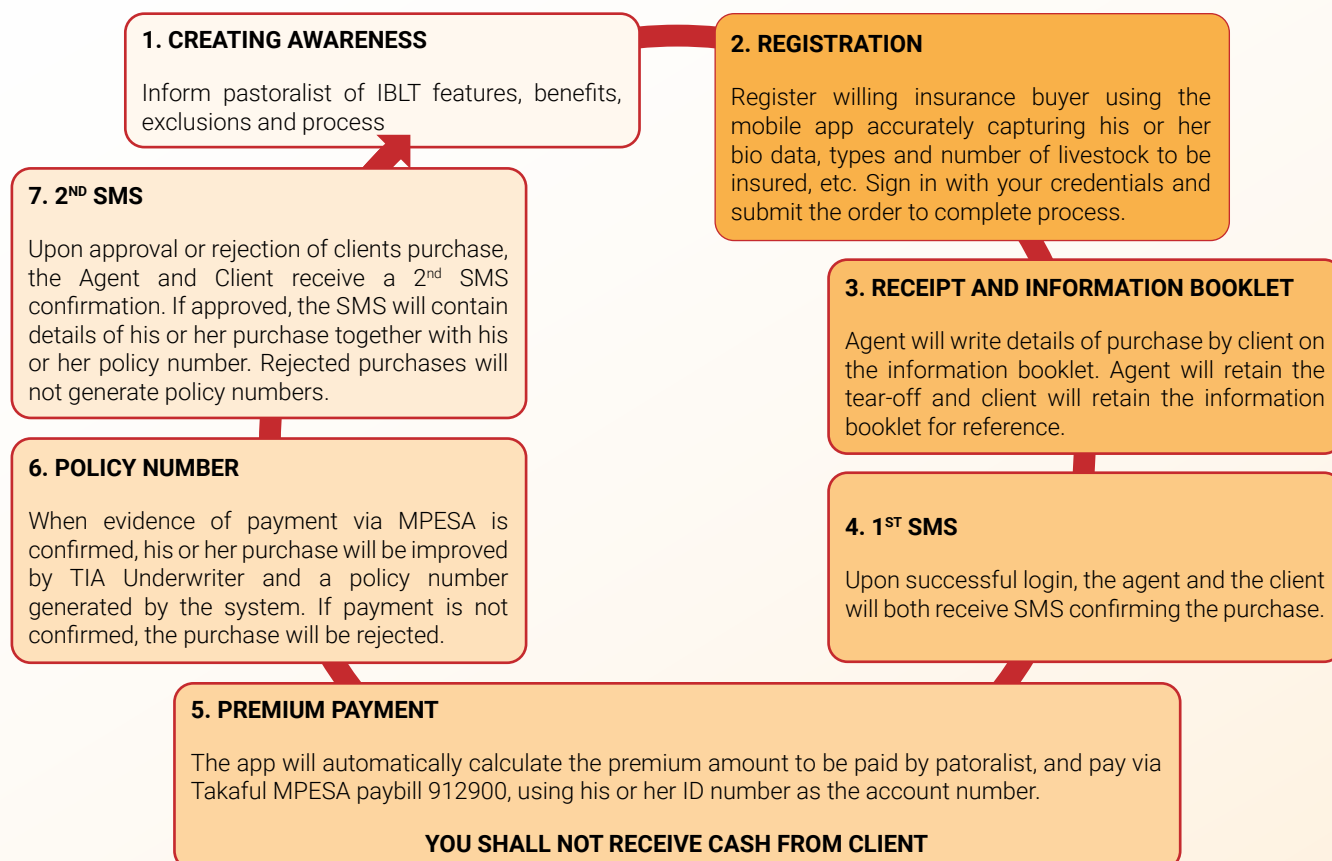 1. CREATING AWARENESS
Inform pastoralist of IBLT features, benefits,
exclusions and process
2. REGISTRATION
Register willing insurance buyer using the
mobile app accurately capturing his or her
bio data, types and number of livestock to be
insured, etc. Sign in with your credentials and
submit the order to complete process.
3. RECEIPT AND INFORMATION BOOKLET
Agent will write details of purchase by client on
the information booklet. Agent will retain the
tear-off and client will retain the information
booklet for reference.
4. 1ST SMS
Upon successful login, the agent and the client
will both receive SMS confirming the purchase.
5. PREMIUM PAYMENT
The app will automatically calculate the premium amount to be paid by patoralist, and pay via
Takaful MPESA paybill 912900, using his or her ID number as the account number.
YOU SHALL NOT RECEIVE CASH FROM CLIENT
6. POLICY NUMBER
When evidence of payment via MPESA is
confirmed, his or her purchase will be improved
by TIA Underwriter and a policy number
generated by the system. If payment is not
confirmed, the purchase will be rejected.
7. 2ND SMS
Upon approval or rejection of clients purchase,
the Agent and Client receive a 2nd SMS
confirmation. If approved, the SMS will contain
details of his or her purchase together with his
or her policy number. Rejected purchases will
not generate policy numbers.